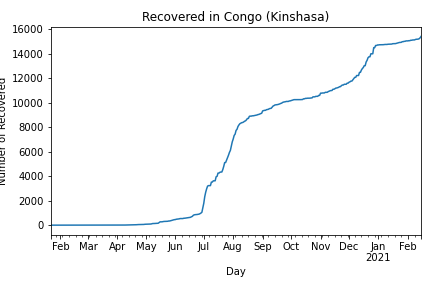 Recovered in Congo (Kinshasa)
Number of Recovered
16000
14000
12000
10000
8000
6000
4000
2000
0
Feb Mar Apr May Jun Jul Aug Sep Oct Nov Dec Jan Feb
2021
Day